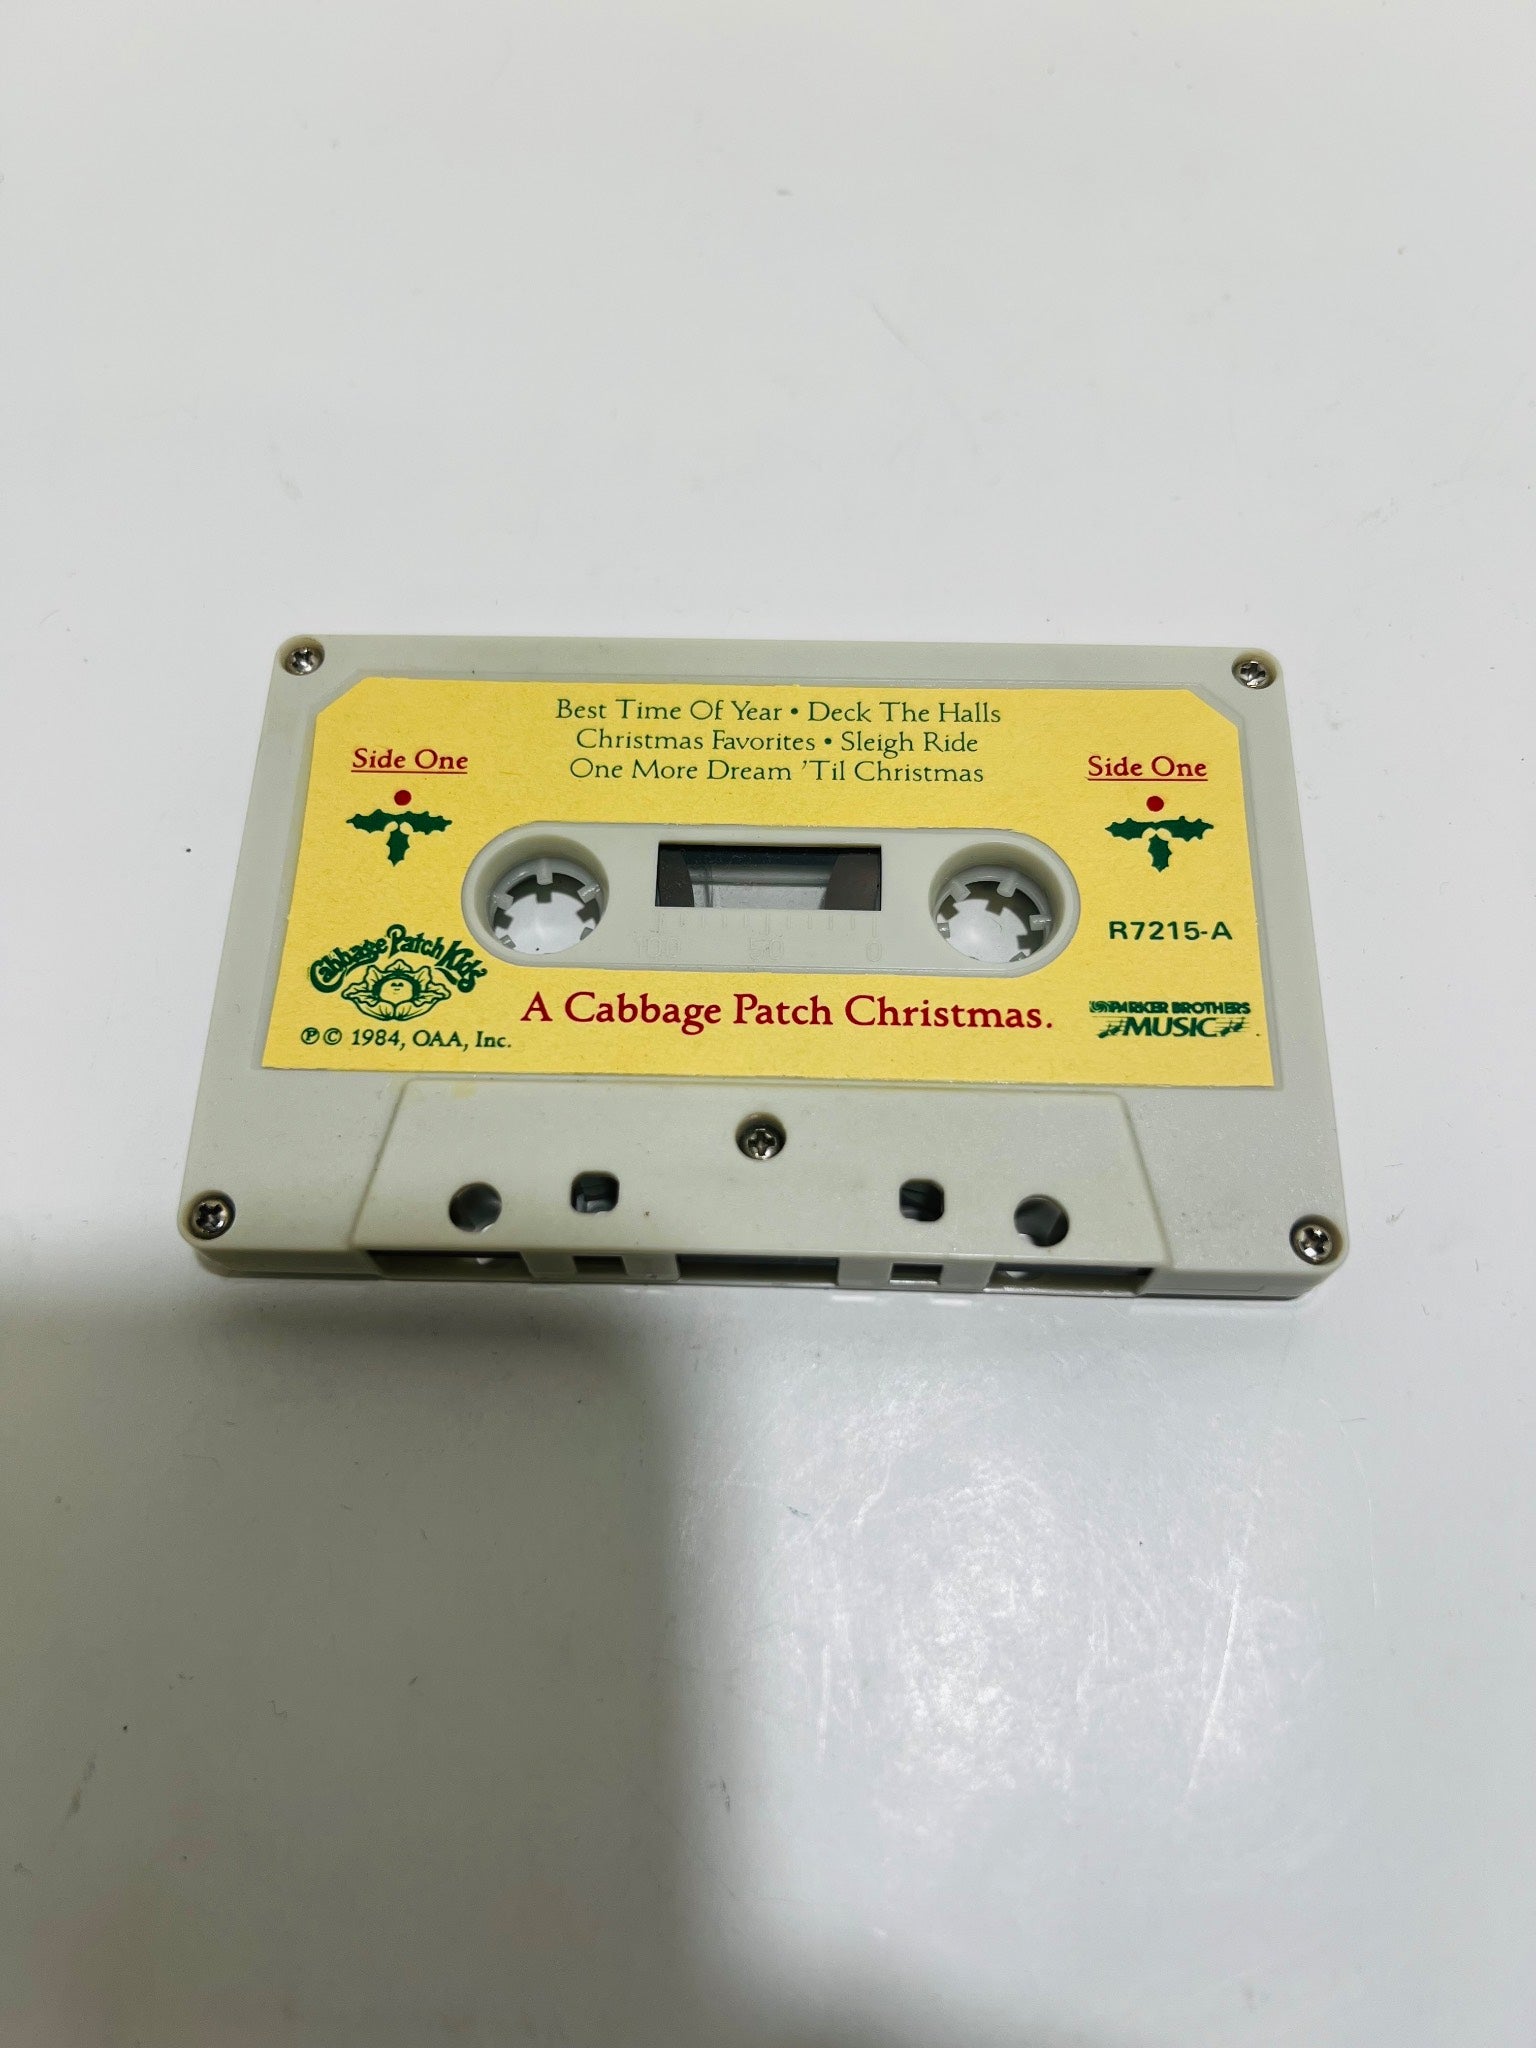 Best Time Of Year • Deck The Halls
Christmas Favorites • Sleigh Ride
One More Dream 'Til Christmas
Side One
Side One
100 50 0
R7215-A
Cabbage Patch Kids
A Cabbage Patch Christmas.
PARKER BROTHERS
MUSIC
℗© 1984, OAA, Inc.